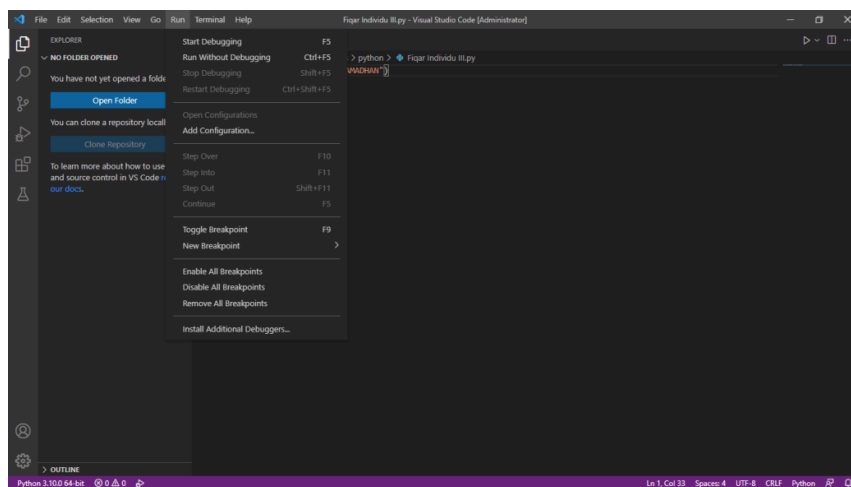 File Edit Selection View Go Run Terminal Help Fiqar Individu III.py - Visual Studio Code [Administrator]
EXPLORER
NO FOLDER OPENED
You have not yet opened a folde
Open Folder
You can clone a repository locall
Clone Repository
To learn more about how to use
and source control in VS Code
our docs.
OUTLINE
Start Debugging F5
Run Without Debugging Ctrl+F5
Stop Debugging Shift+F5
Restart Debugging Ctrl+Shift+F5
Open Configurations
Add Configuration...
Step Over F10
Step Into F11
Step Out Shift+F11
Continue F5
Toggle Breakpoint F9
New Breakpoint >
Enable All Breakpoints
Disable All Breakpoints
Remove All Breakpoints
Install Additional Debuggers...
> python > Fiqar Individu III.py
AMADHAN")
Python 3.10.0 64-bit 0 0 Ln 1, Col 33 Spaces: 4 UTF-8 CRLF Python